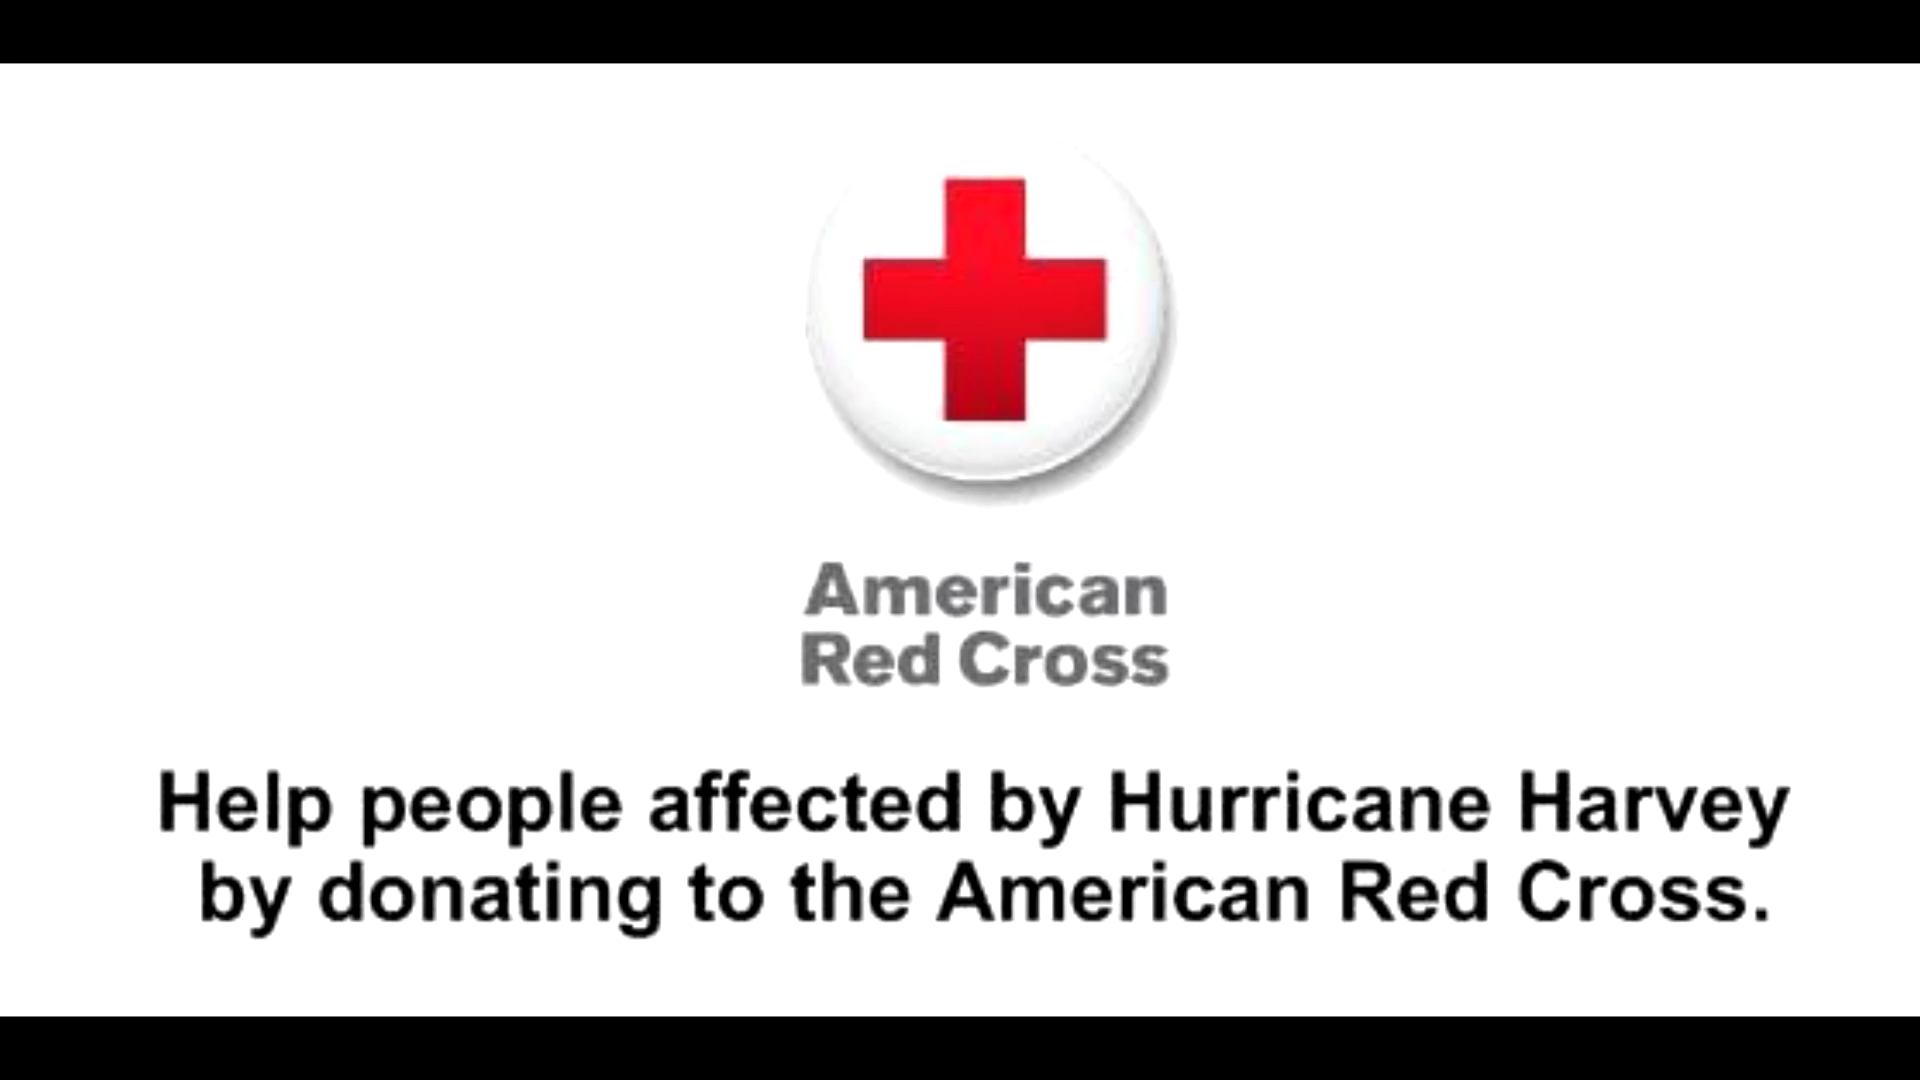 American
Red Cross
Help people affected by Hurricane Harvey
by donating to the American Red Cross.